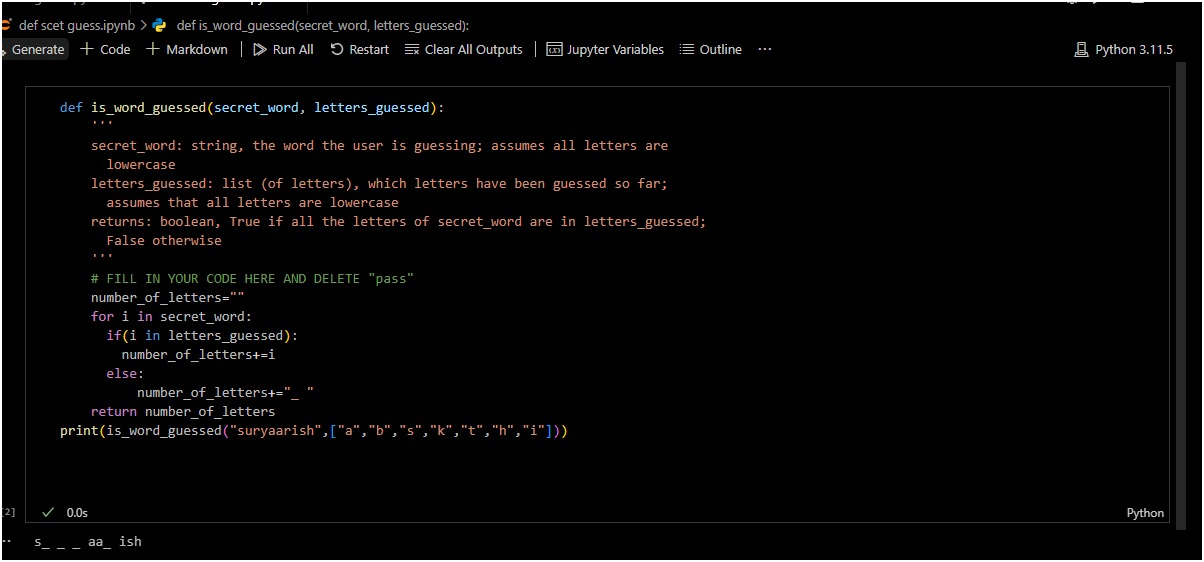 def scet guess.ipynb > def is_word_guessed(secret_word, letters_guessed):
Generate + Code + Markdown | Run All Restart Clear All Outputs | Jupyter Variables Outline ... Python 3.11.5
def is_word_guessed(secret_word, letters_guessed):
    '''
    secret_word: string, the word the user is guessing; assumes all letters are
      lowercase
    letters_guessed: list (of letters), which letters have been guessed so far;
      assumes that all letters are lowercase
    returns: boolean, True if all the letters of secret_word are in letters_guessed;
      False otherwise
    '''
    # FILL IN YOUR CODE HERE AND DELETE "pass"
    number_of_letters=""
    for i in secret_word:
      if(i in letters_guessed):
        number_of_letters+=i
      else:
          number_of_letters+="_ "
    return number_of_letters
print(is_word_guessed("suryaarish",["a","b","s","k","t","h","i"]))
[2] 0.0s Python
s_ _ _ aa_ ish